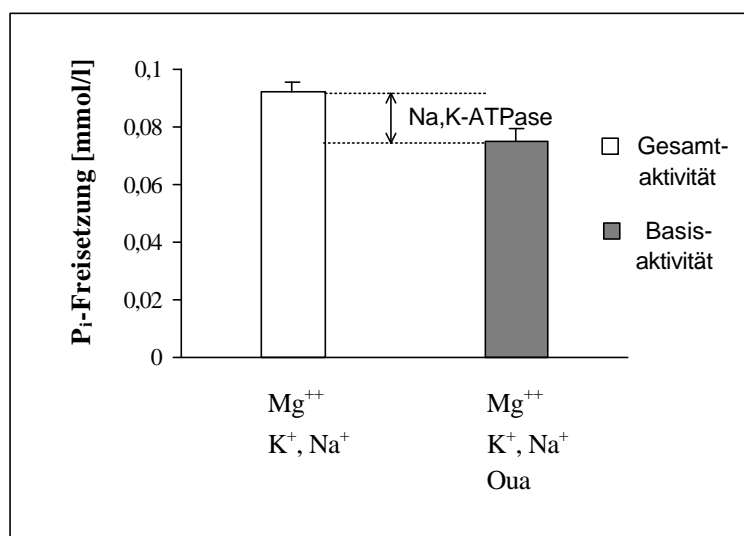 Pi-Freisetzung [mmol/l]
0,1
0,08
0,06
0,04
0,02
0
Na,K-ATPase
Gesamt-
aktivität
Basis-
aktivität
Mg++
K+, Na+
Mg++
K+, Na+
Oua